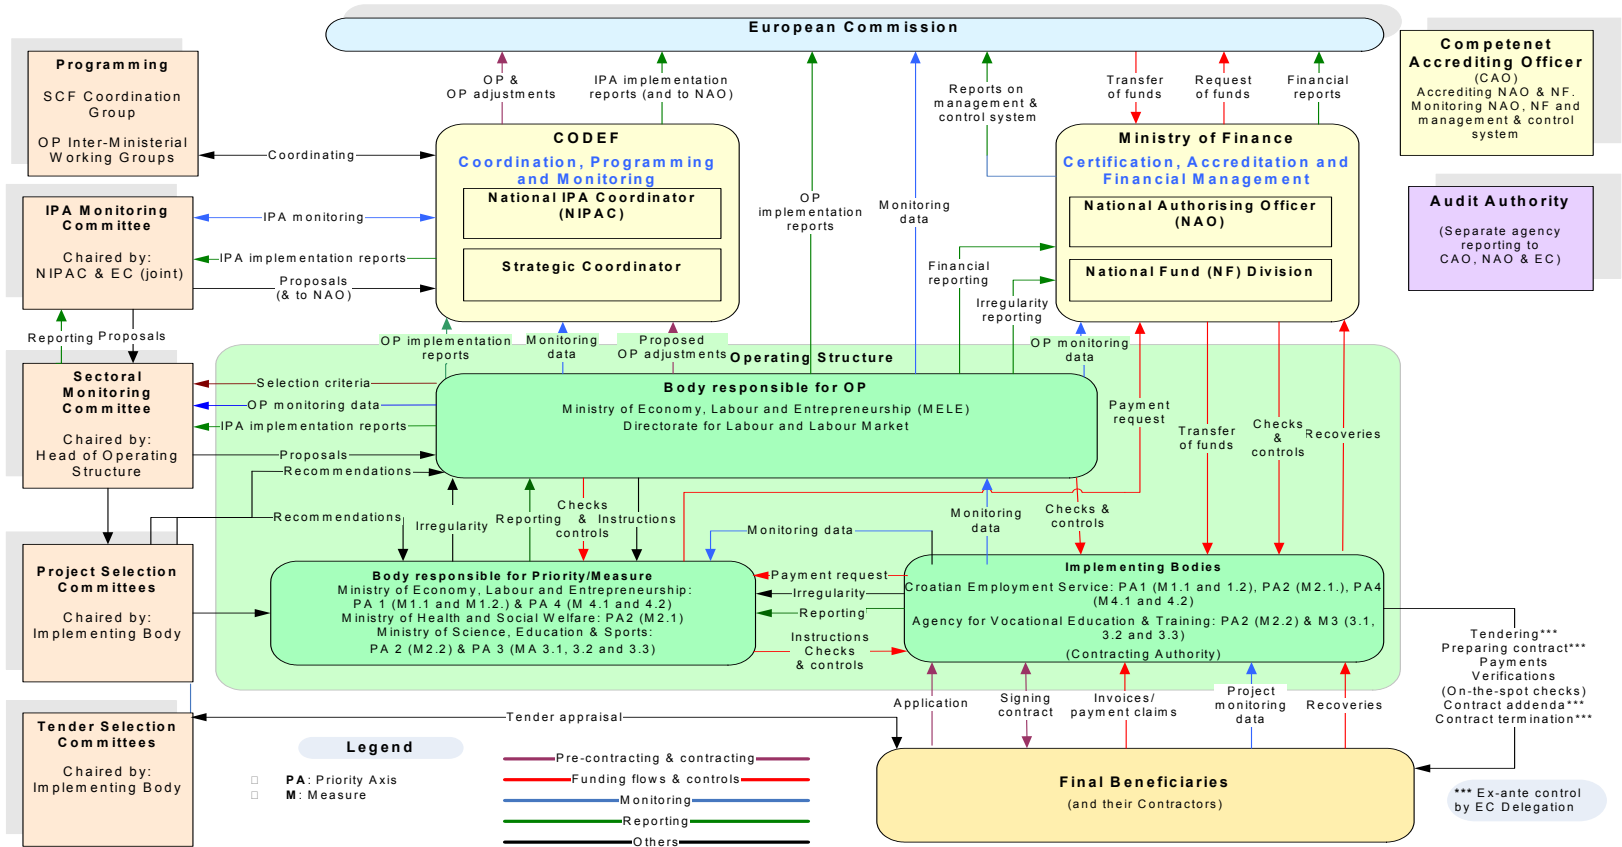 European Commission
Programming
SCF Coordination
Group
OP Inter-Ministerial
Working Groups
Competenet
Accrediting Officer
(CAO)
Accrediting NAO & NF.
Monitoring NAO, NF and
management & control
system
OP &
OP adjustments
IPA implementation
reports (and to NAO)
Reports on
management &
control system
Transfer
of funds
Request
of funds
Financial
reports
Coordinating
CODEF
Coordination, Programming
and Monitoring
National IPA Coordinator
(NIPAC)
Strategic Coordinator
Ministry of Finance
Certification, Accreditation and
Financial Management
National Authorising Officer
(NAO)
National Fund (NF) Division
Audit Authority
(Separate agency
reporting to
CAO, NAO & EC)
IPA Monitoring
Committee
Chaired by:
NIPAC & EC (joint)
IPA monitoring
IPA implementation reports
Proposals
(& to NAO)
OP
implementation
reports
Monitoring
data
Financial
reporting
Irregularity
reporting
Reporting
Proposals
OP implementation
reports
Monitoring
data
Proposed
OP adjustments
Operating Structure
OP monitoring
data
Sectoral
Monitoring
Committee
Chaired by:
Head of Operating
Structure
Selection criteria
OP monitoring data
IPA implementation reports
Proposals
Recommendations
Body responsible for OP
Ministry of Economy, Labour and Entrepreneurship (MELE)
Directorate for Labour and Labour Market
Payment
request
Transfer
of funds
Checks
&
controls
Recoveries
Recommendations
Irregularity
Reporting
Checks
&
controls
Instructions
Monitoring data
Monitoring
data
Checks &
controls
Project Selection
Committees
Chaired by:
Implementing Body
Body responsible for Priority/Measure
Ministry of Economy, Labour and Entrepreneurship:
PA 1 (M1.1 and M1.2.) & PA 4 (M 4.1 and 4.2)
Ministry of Health and Social Welfare: PA2 (M2.1)
Ministry of Science, Education & Sports:
PA 2 (M2.2) & PA 3 (MA 3.1, 3.2 and 3.3)
Payment request
Irregularity
Reporting
Instructions
Checks
& controls
Implementing Bodies
Croatian Employment Service: PA1 (M1.1 and 1.2), PA2 (M2.1.), PA4
(M4.1 and 4.2)
Agency for Vocational Education & Training: PA2 (M2.2) & M3 (3.1,
3.2 and 3.3)
(Contracting Authority)
Tendering***
Preparing contract***
Payments
Verifications
(On-the-spot checks)
Contract addenda***
Contract termination***
Application
Signing
contract
Invoices/
payment claims
Project
monitoring
data
Recoveries
Tender Selection
Committees
Chaired by:
Implementing Body
Tender appraisal
Legend
PA: Priority Axis
M: Measure
Pre-contracting & contracting
Funding flows & controls
Monitoring
Reporting
Others
Final Beneficiaries
(and their Contractors)
*** Ex-ante control
by EC Delegation